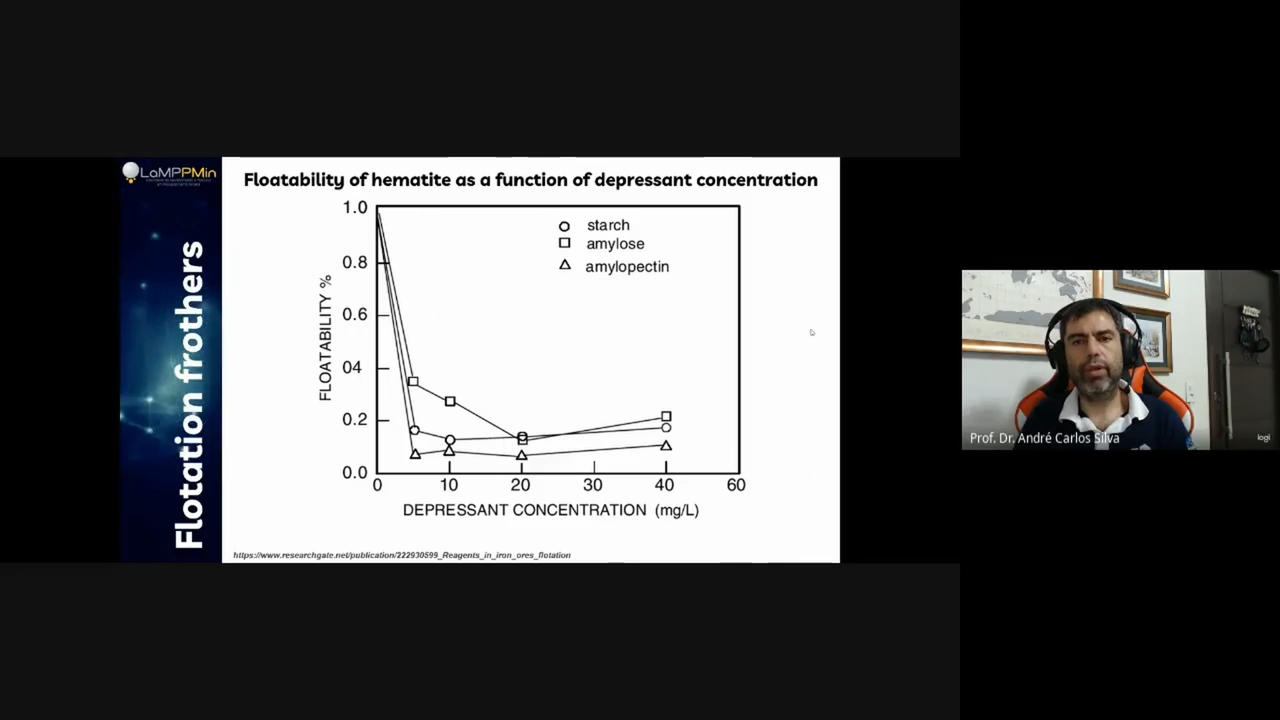 LaMPPMin
Flotation frothers
Floatability of hematite as a function of depressant concentration
1.0
0.8
0.6
04
0.2
0.0
FLOATABILITY %
starch
amylose
amylopectin
0 10 20 30 40 60
DEPRESSANT CONCENTRATION (mg/L)
https://www.researchgate.net/publication/222930599_Reagents_in_iron_ores_flotation
Prof. Dr. André Carlos Silva
logi